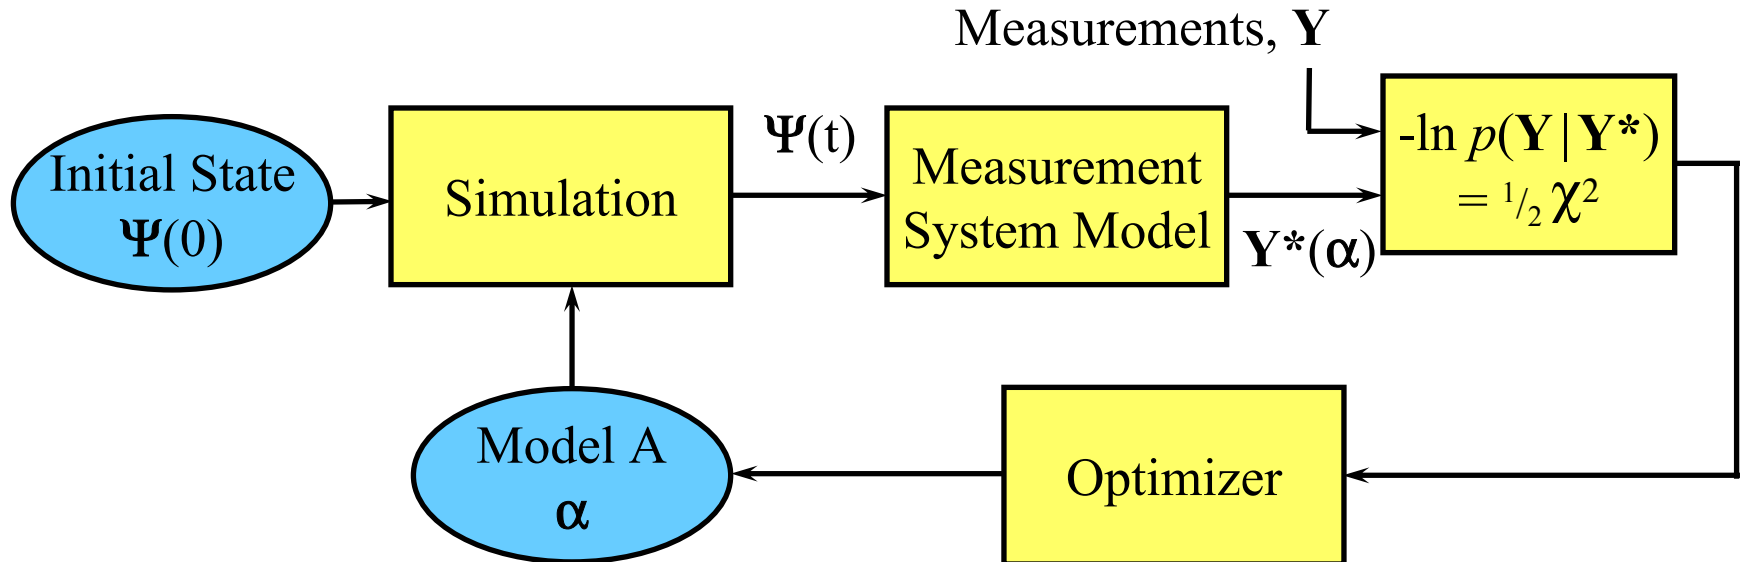 Measurements, Y
Initial State
Ψ(0)
Simulation
Ψ(t)
Measurement
System Model
Y*(α)
-ln p(Y|Y*)
= 1/2 χ²
Model A
α
Optimizer